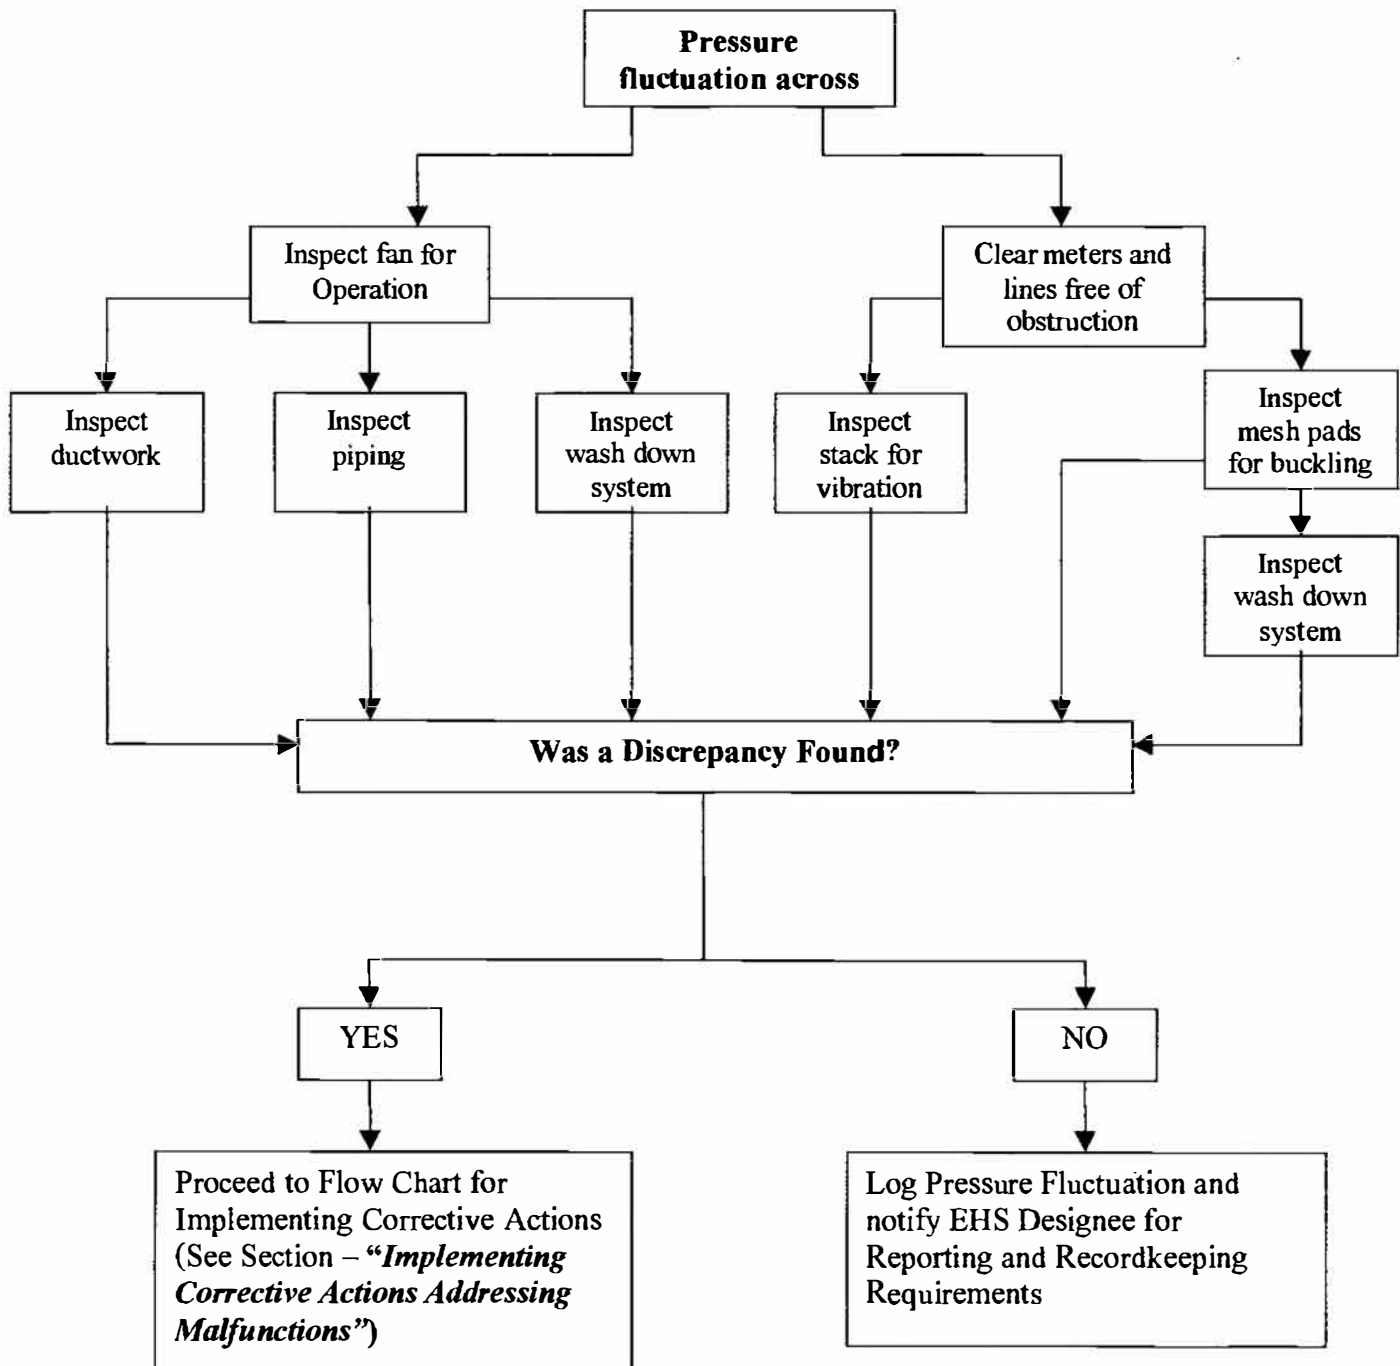 Pressure
fluctuation across
Inspect fan for
Operation
Clear meters and
lines free of
obstruction
Inspect
ductwork
Inspect
piping
Inspect
wash down
system
Inspect
stack for
vibration
Inspect
mesh pads
for buckling
Inspect
wash down
system
Was a Discrepancy Found?
YES
NO
Proceed to Flow Chart for
Implementing Corrective Actions
(See Section – “Implementing
Corrective Actions Addressing
Malfunctions”)
Log Pressure Fluctuation and
notify EHS Designee for
Reporting and Recordkeeping
Requirements